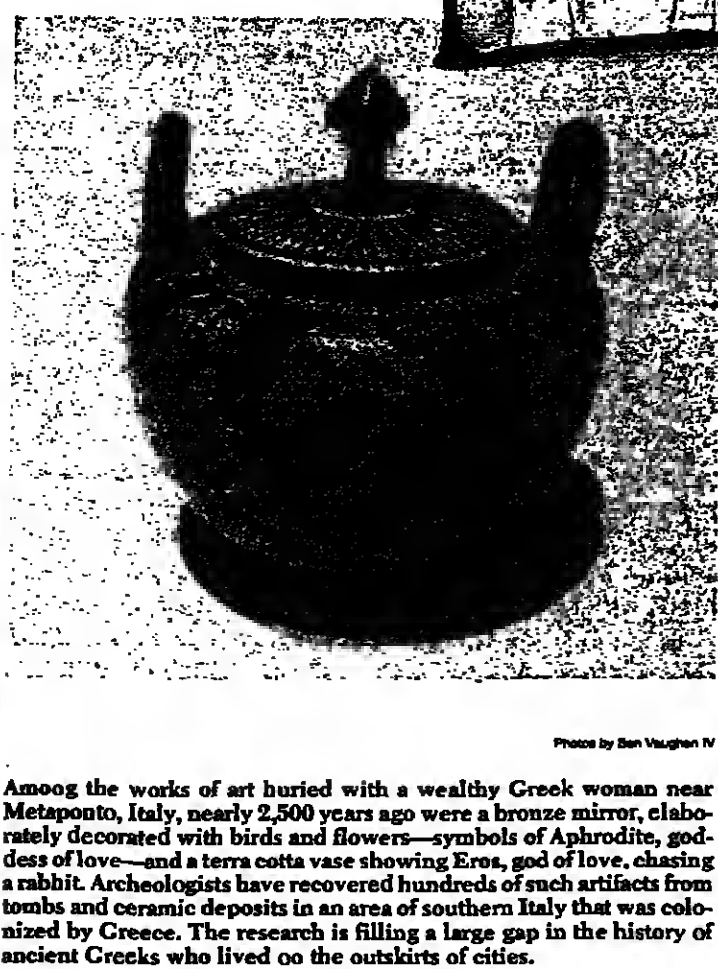 Photos by Ben Vaughan IV
Amoog the works of art huried with a wealthy Greek woman near
Metaponto, Italy, nearly 2,500 years ago were a bronze mirror, elabo-
rately decorated with birds and flowers—symbols of Aphrodite, god-
dess of love—and a terra cotta vase showing Eros, god of love, chasing
a rabhit. Archeologists have recovered hundreds of such artifacts from
tombs and ceramic deposits in an area of southern Italy that was colo-
nized by Greece. The research is filling a large gap in the history of
ancient Greeks who lived oo the outskirts of cities.